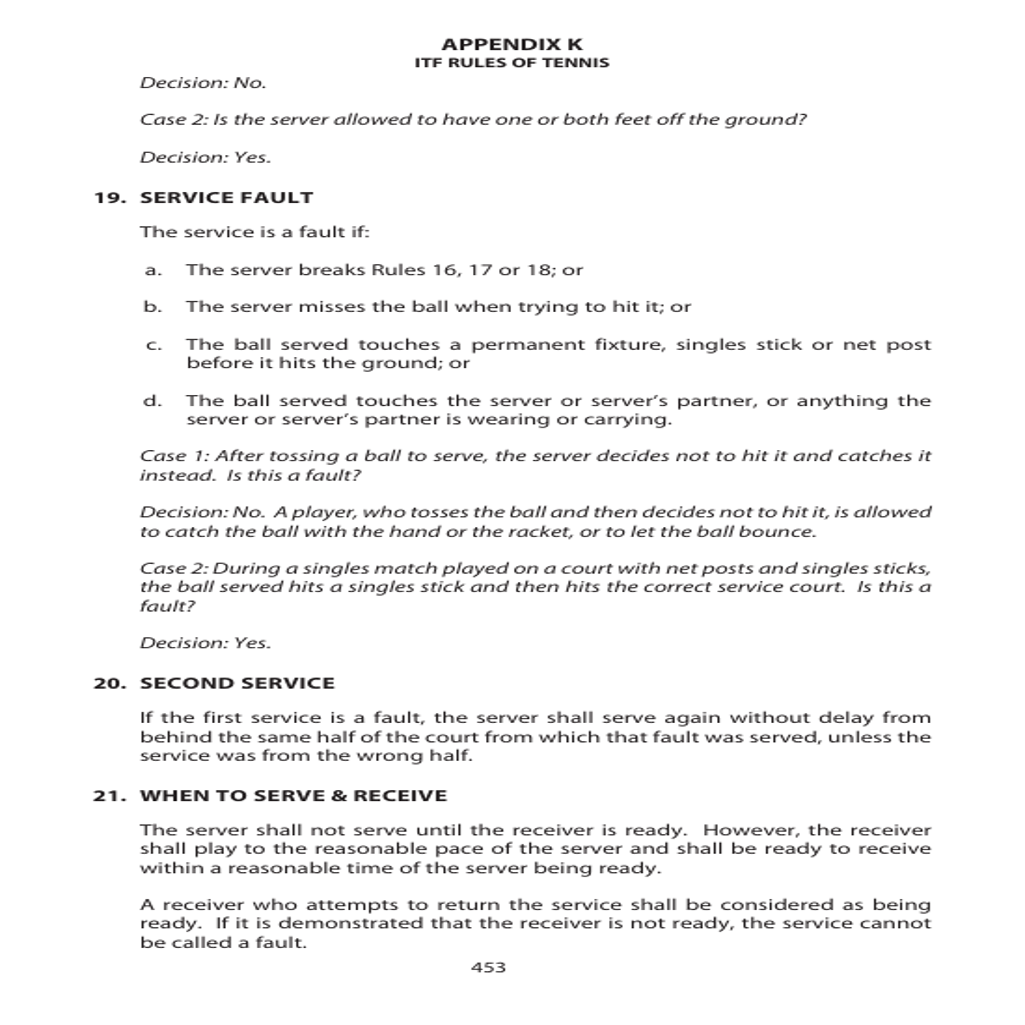 APPENDIX K
ITF RULES OF TENNIS
Decision: No.
Case 2: Is the server allowed to have one or both feet off the ground?
Decision: Yes.
19. SERVICE FAULT
The service is a fault if:
a. The server breaks Rules 16, 17 or 18; or
b. The server misses the ball when trying to hit it; or
c. The ball served touches a permanent fixture, singles stick or net post
before it hits the ground; or
d. The ball served touches the server or server’s partner, or anything the
server or server’s partner is wearing or carrying.
Case 1: After tossing a ball to serve, the server decides not to hit it and catches it
instead. Is this a fault?
Decision: No. A player, who tosses the ball and then decides not to hit it, is allowed
to catch the ball with the hand or the racket, or to let the ball bounce.
Case 2: During a singles match played on a court with net posts and singles sticks,
the ball served hits a singles stick and then hits the correct service court. Is this a
fault?
Decision: Yes.
20. SECOND SERVICE
If the first service is a fault, the server shall serve again without delay from
behind the same half of the court from which that fault was served, unless the
service was from the wrong half.
21. WHEN TO SERVE & RECEIVE
The server shall not serve until the receiver is ready. However, the receiver
shall play to the reasonable pace of the server and shall be ready to receive
within a reasonable time of the server being ready.
A receiver who attempts to return the service shall be considered as being
ready. If it is demonstrated that the receiver is not ready, the service cannot
be called a fault.
453